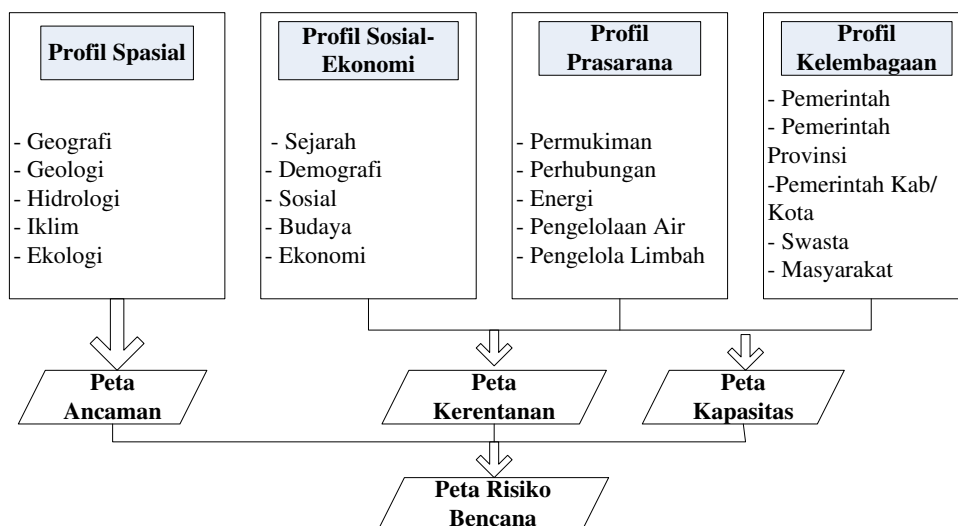 Profil Spasial
- Geografi
- Geologi
- Hidrologi
- Iklim
- Ekologi
Profil Sosial-
Ekonomi
- Sejarah
- Demografi
- Sosial
- Budaya
- Ekonomi
Profil
Prasarana
- Permukiman
- Perhubungan
- Energi
- Pengelolaan Air
- Pengelola Limbah
Profil
Kelembagaan
- Pemerintah
- Pemerintah
Provinsi
-Pemerintah Kab/
Kota
- Swasta
- Masyarakat
Peta
Ancaman
Peta
Kerentanan
Peta
Kapasitas
Peta Risiko
Bencana